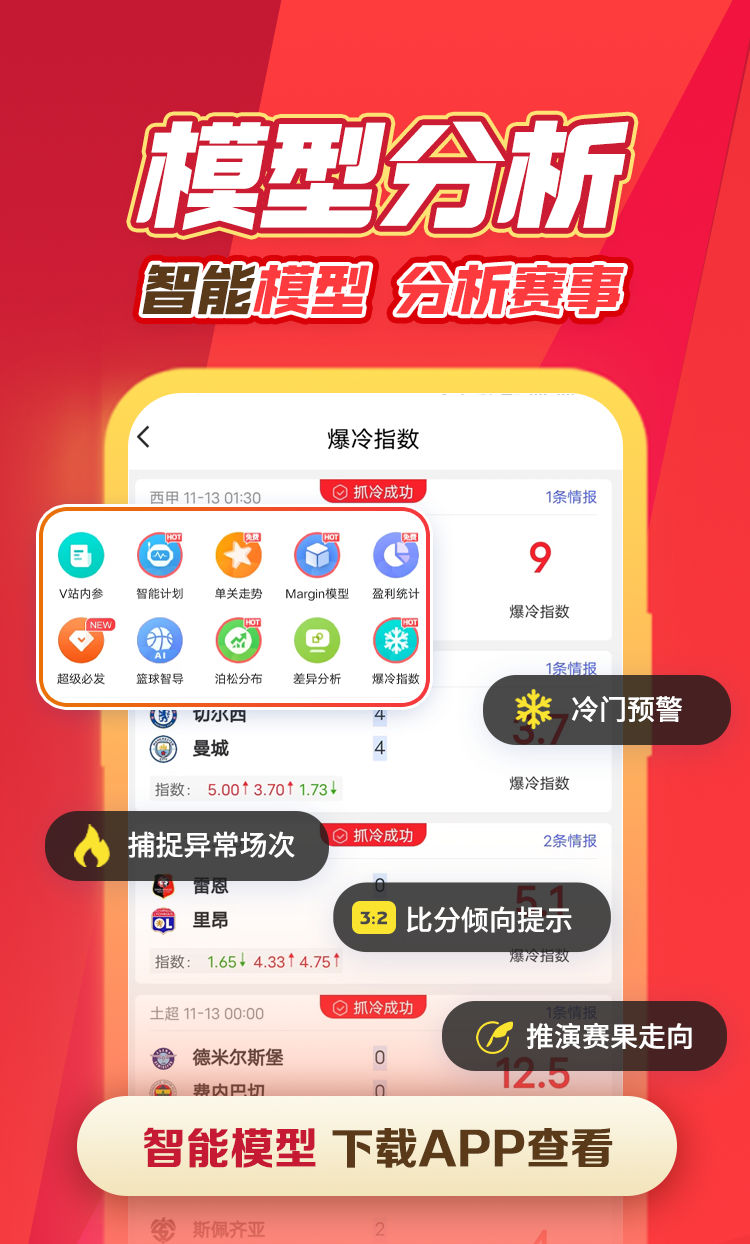 模型分析
智能模型 分析赛事
爆冷指数
西甲 11-13 01:30
抓冷成功
1条情报
9
爆冷指数
HOT
免费
HOT
免费
V站内参
智能计划
单关走势
Margin模型
盈利统计
NEW
AI
HOT
HOT
超级必发
篮球智导
泊松分布
差异分析
爆冷指数
1条情报
切尔西 4
3.7
冷门预警
曼城 4
爆冷指数
指数： 5.00↑ 3.70↑ 1.73↓
抓冷成功
2条情报
捕捉异常场次
雷恩 0
5.1
里昂
3:2 比分倾向提示
爆冷指数
指数： 1.65↓ 4.33↑ 4.75↑
土超 11-13 00:00
抓冷成功
1条情报
推演赛果走向
德米尔斯堡 0
12.5
费内巴切 0
智能模型 下载APP查看
斯佩齐亚 2